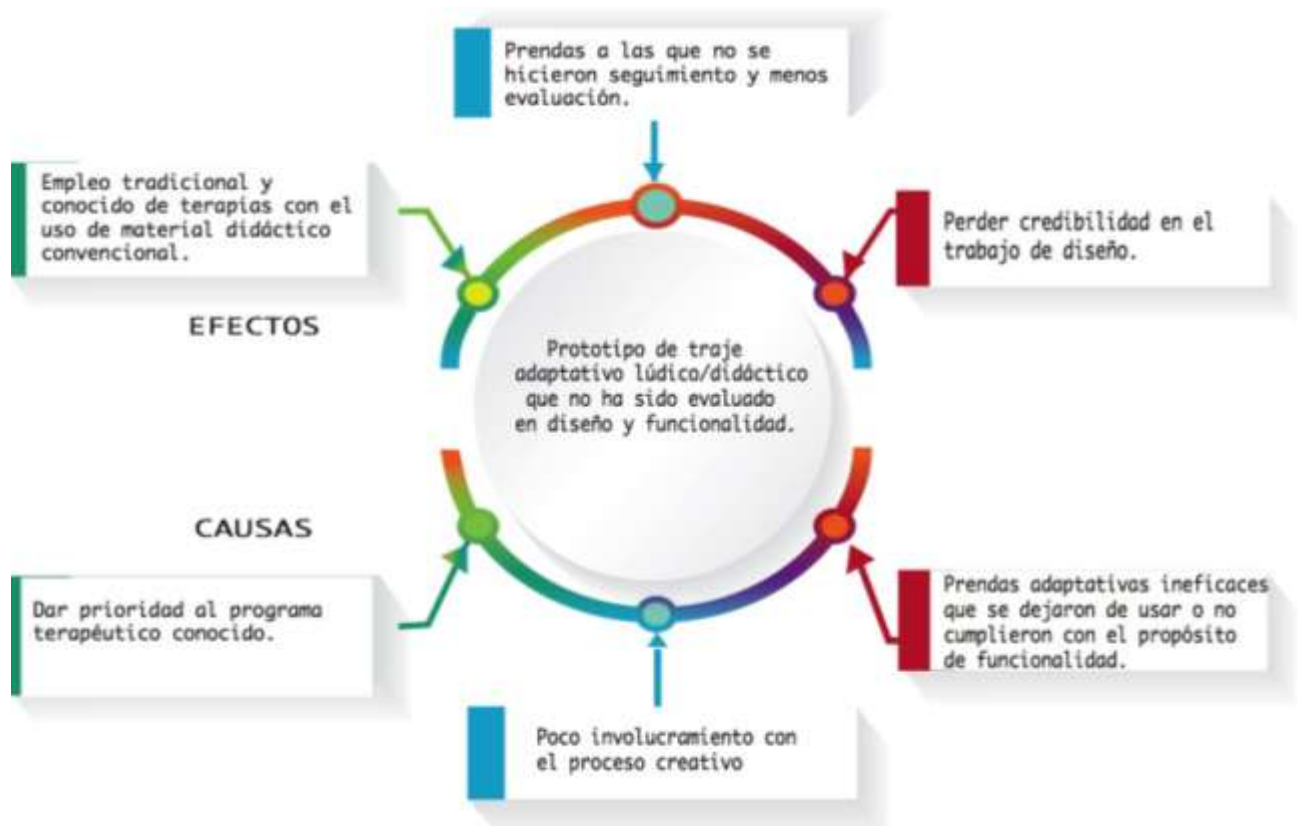 Prendas a las que no se
hicieron seguimiento y menos
evaluación.
Empleo tradicional y
conocido de terapias con el
uso de material didáctico
convencional.
Perder credibilidad en el
trabajo de diseño.
EFECTOS
Prototipo de traje
adaptativo lúdico/didáctico
que no ha sido evaluado
en diseño y funcionalidad.
CAUSAS
Dar prioridad al programa
terapéutico conocido.
Prendas adaptativas ineficaces
que se dejaron de usar o no
cumplieron con el propósito
de funcionalidad.
Poco involucramiento con
el proceso creativo